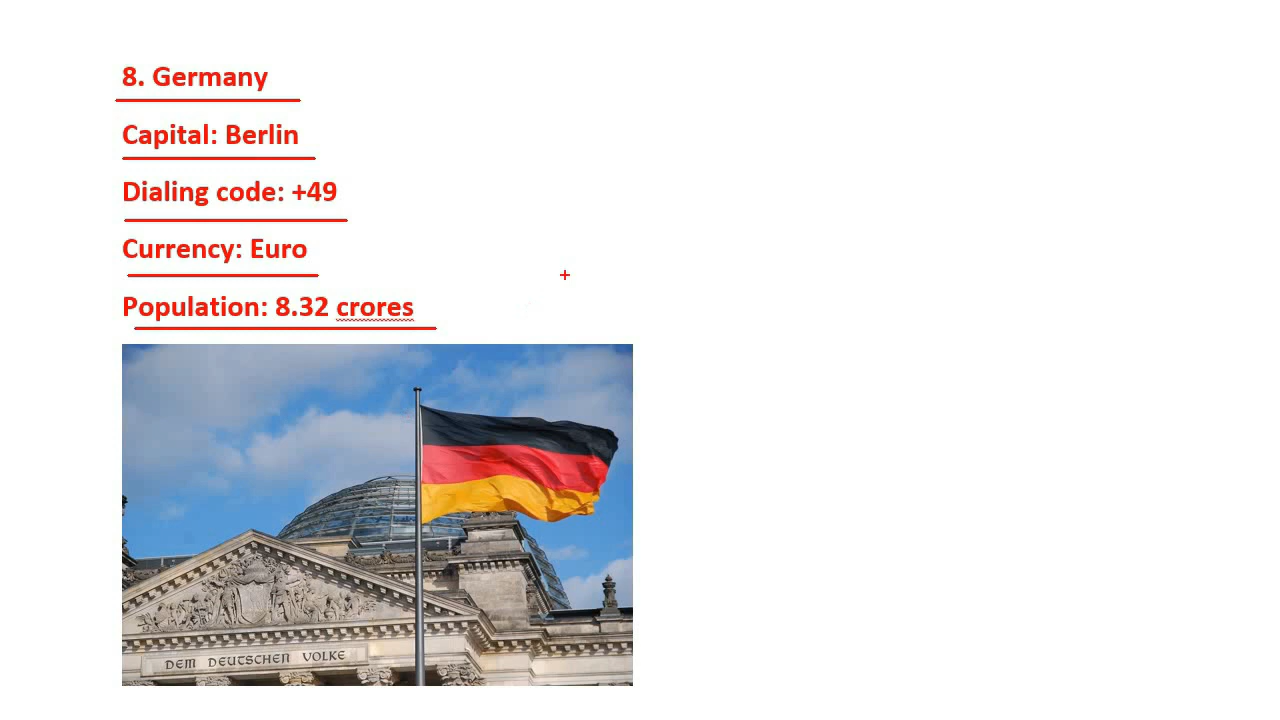 8. Germany
Capital: Berlin
Dialing code: +49
Currency: Euro
Population: 8.32 crores
DEM DEUTSCHEN VOLKE